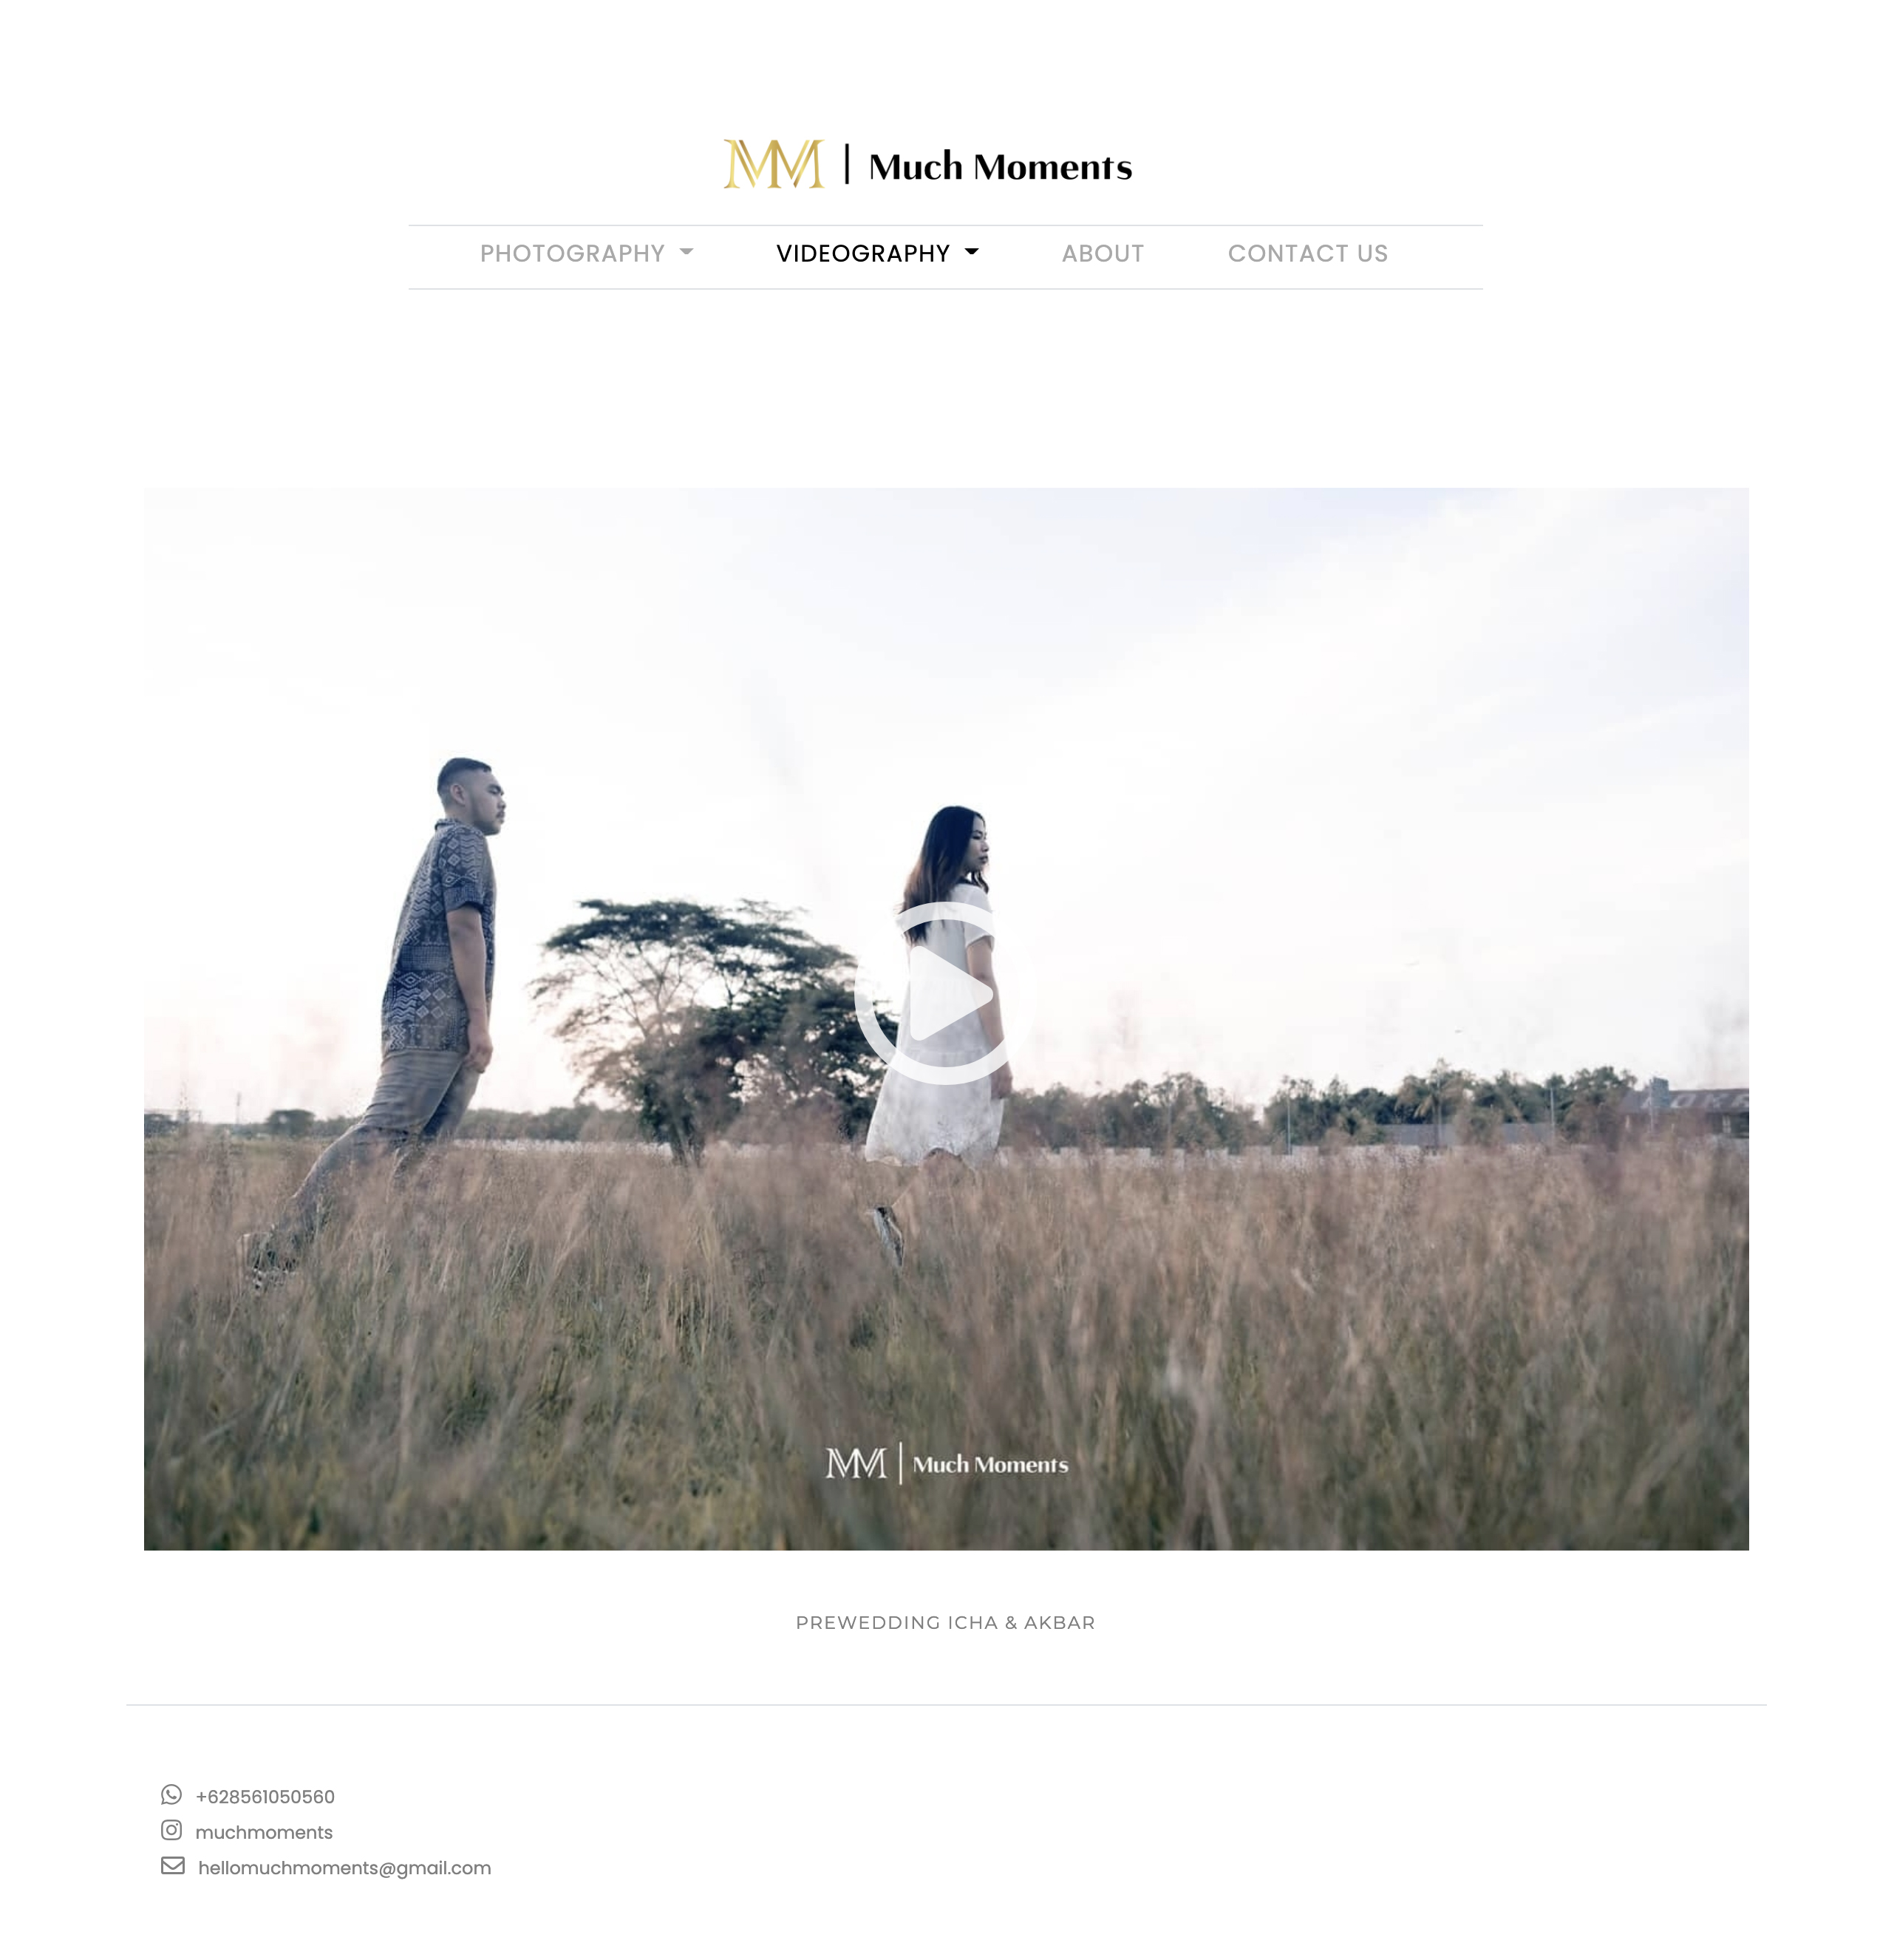 MM | Much Moments
PHOTOGRAPHY VIDEOGRAPHY ABOUT CONTACT US
MM | Much Moments
PREWEDDING ICHA & AKBAR
+628561050560
muchmoments
hellomuchmoments@gmail.com